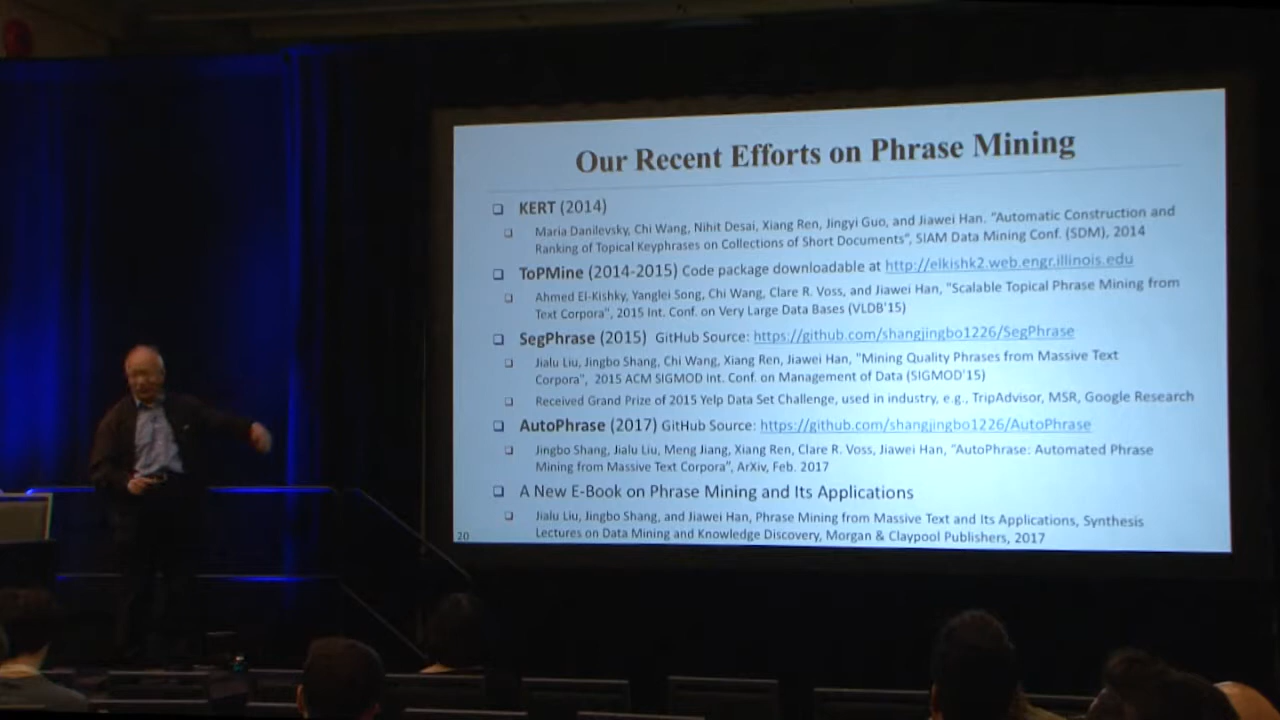 Our Recent Efforts on Phrase Mining
❑ KERT (2014)
❑ Maria Danilevsky, Chi Wang, Nihit Desai, Xiang Ren, Jingyi Guo, and Jiawei Han. "Automatic Construction and
Ranking of Topical Keyphrases on Collections of Short Documents", SIAM Data Mining Conf. (SDM), 2014
❑ ToPMine (2014-2015) Code package downloadable at http://elkishk2.web.engr.illinois.edu
❑ Ahmed El-Kishky, Yanglei Song, Chi Wang, Clare R. Voss, and Jiawei Han, "Scalable Topical Phrase Mining from
Text Corpora", 2015 Int. Conf. on Very Large Data Bases (VLDB'15)
❑ SegPhrase (2015) GitHub Source: https://github.com/shangjingbo1226/SegPhrase
❑ Jialu Liu, Jingbo Shang, Chi Wang, Xiang Ren, Jiawei Han, "Mining Quality Phrases from Massive Text
Corpora", 2015 ACM SIGMOD Int. Conf. on Management of Data (SIGMOD'15)
❑ Received Grand Prize of 2015 Yelp Data Set Challenge, used in industry, e.g., TripAdvisor, MSR, Google Research
❑ AutoPhrase (2017) GitHub Source: https://github.com/shangjingbo1226/AutoPhrase
❑ Jingbo Shang, Jialu Liu, Meng Jiang, Xiang Ren, Clare R. Voss, Jiawei Han, "AutoPhrase: Automated Phrase
Mining from Massive Text Corpora", ArXiv, Feb. 2017
❑ A New E-Book on Phrase Mining and Its Applications
❑ Jialu Liu, Jingbo Shang, and Jiawei Han, Phrase Mining from Massive Text and Its Applications, Synthesis
Lectures on Data Mining and Knowledge Discovery, Morgan & Claypool Publishers, 2017
20